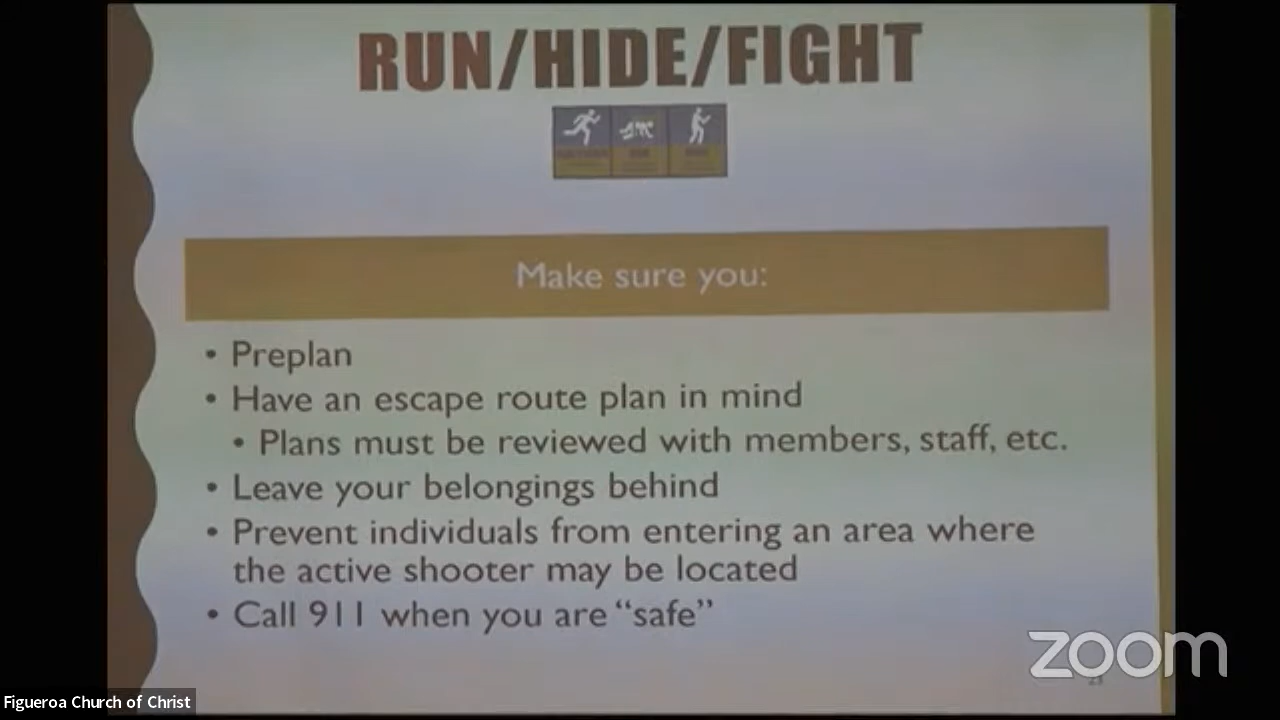 RUN/HIDE/FIGHT
Make sure you:
• Preplan
• Have an escape route plan in mind
• Plans must be reviewed with members, staff, etc.
• Leave your belongings behind
• Prevent individuals from entering an area where
the active shooter may be located
• Call 911 when you are “safe”
zoom
Figueroa Church of Christ